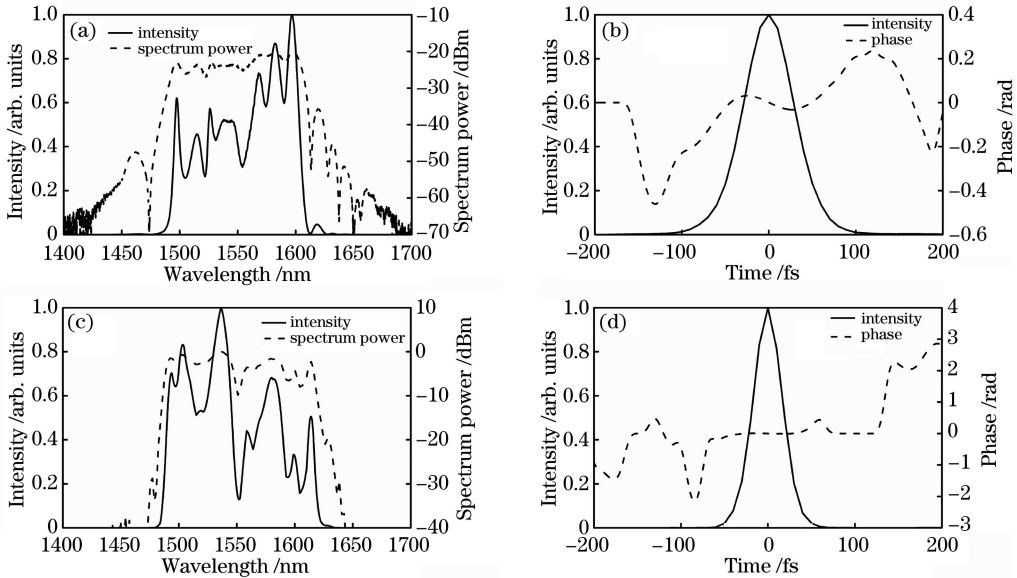 (a)
intensity
spectrum power
1.0
0.8
0.6
0.4
0.2
0
Intensity /arb. units
−10
−20
−30
−40
−50
−60
−70
Spectrum power /dBm
1400 1450 1500 1550 1600 1650 1700
Wavelength /nm
(b)
intensity
phase
1.0
0.8
0.6
0.4
0.2
0
Intensity /arb. units
0.4
0.2
0
−0.2
−0.4
−0.6
Phase /rad
−200 −100 0 100 200
Time /fs
(c)
intensity
spectrum power
1.0
0.8
0.6
0.4
0.2
0
Intensity /arb. units
10
0
−10
−20
−30
−40
Spectrum power /dBm
1400 1450 1500 1550 1600 1650 1700
Wavelength /nm
(d)
intensity
phase
1.0
0.8
0.6
0.4
0.2
0
Intensity /arb. units
4
3
2
1
0
−1
−2
−3
Phase /rad
−200 −100 0 100 200
Time /fs